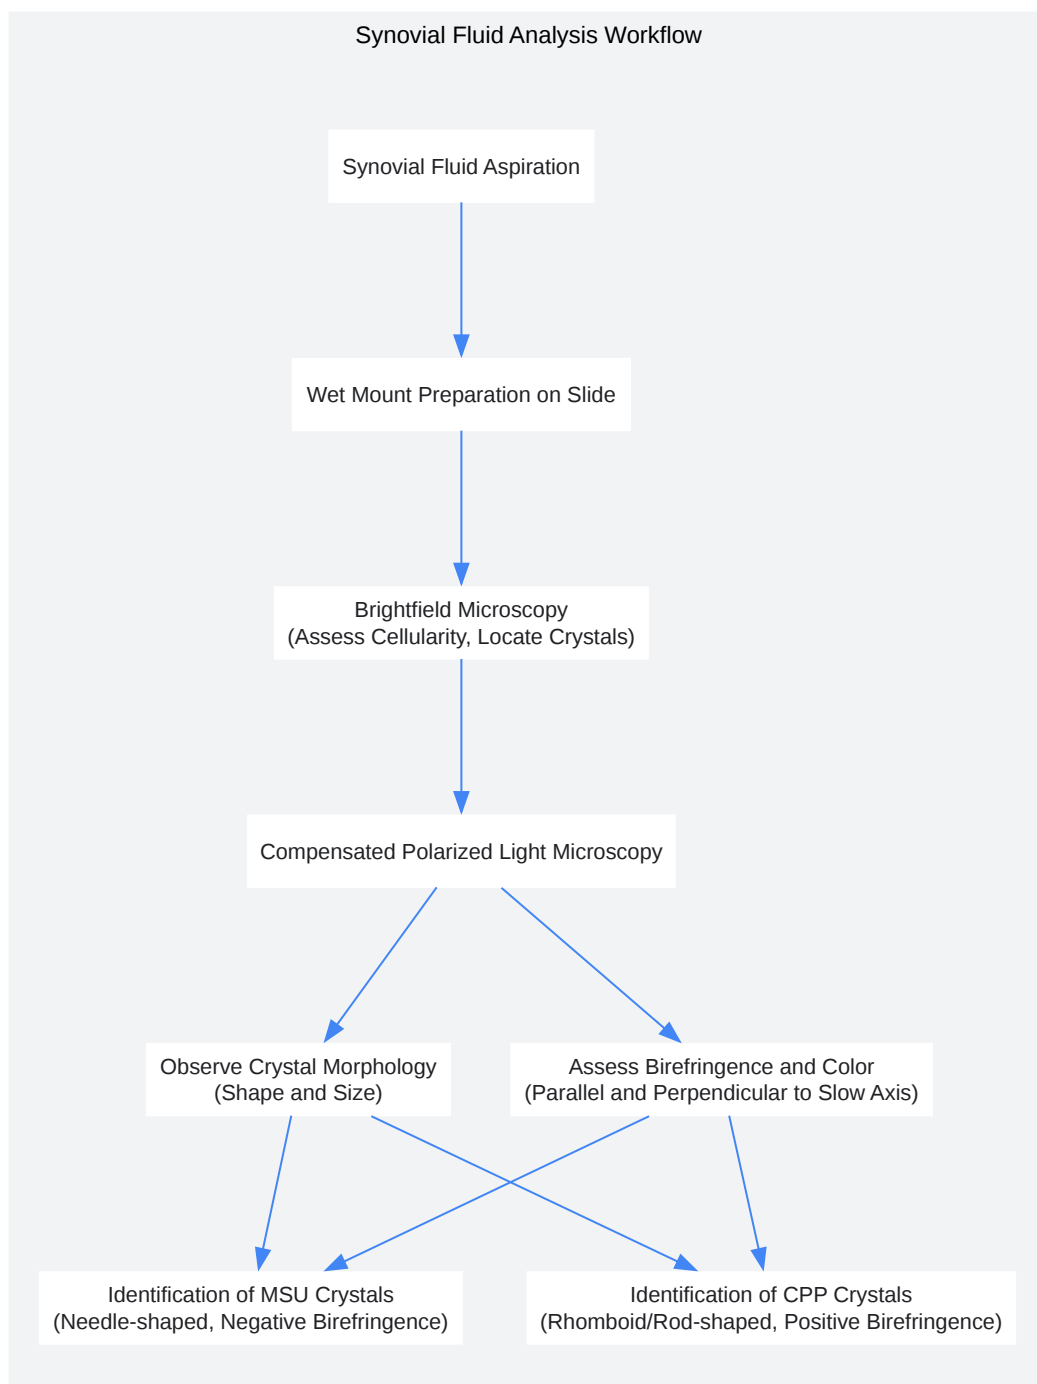 Synovial Fluid Analysis Workflow
Synovial Fluid Aspiration
Wet Mount Preparation on Slide
Brightfield Microscopy
(Assess Cellularity, Locate Crystals)
Compensated Polarized Light Microscopy
Observe Crystal Morphology
(Shape and Size)
Assess Birefringence and Color
(Parallel and Perpendicular to Slow Axis)
Identification of MSU Crystals
(Needle-shaped, Negative Birefringence)
Identification of CPP Crystals
(Rhomboid/Rod-shaped, Positive Birefringence)